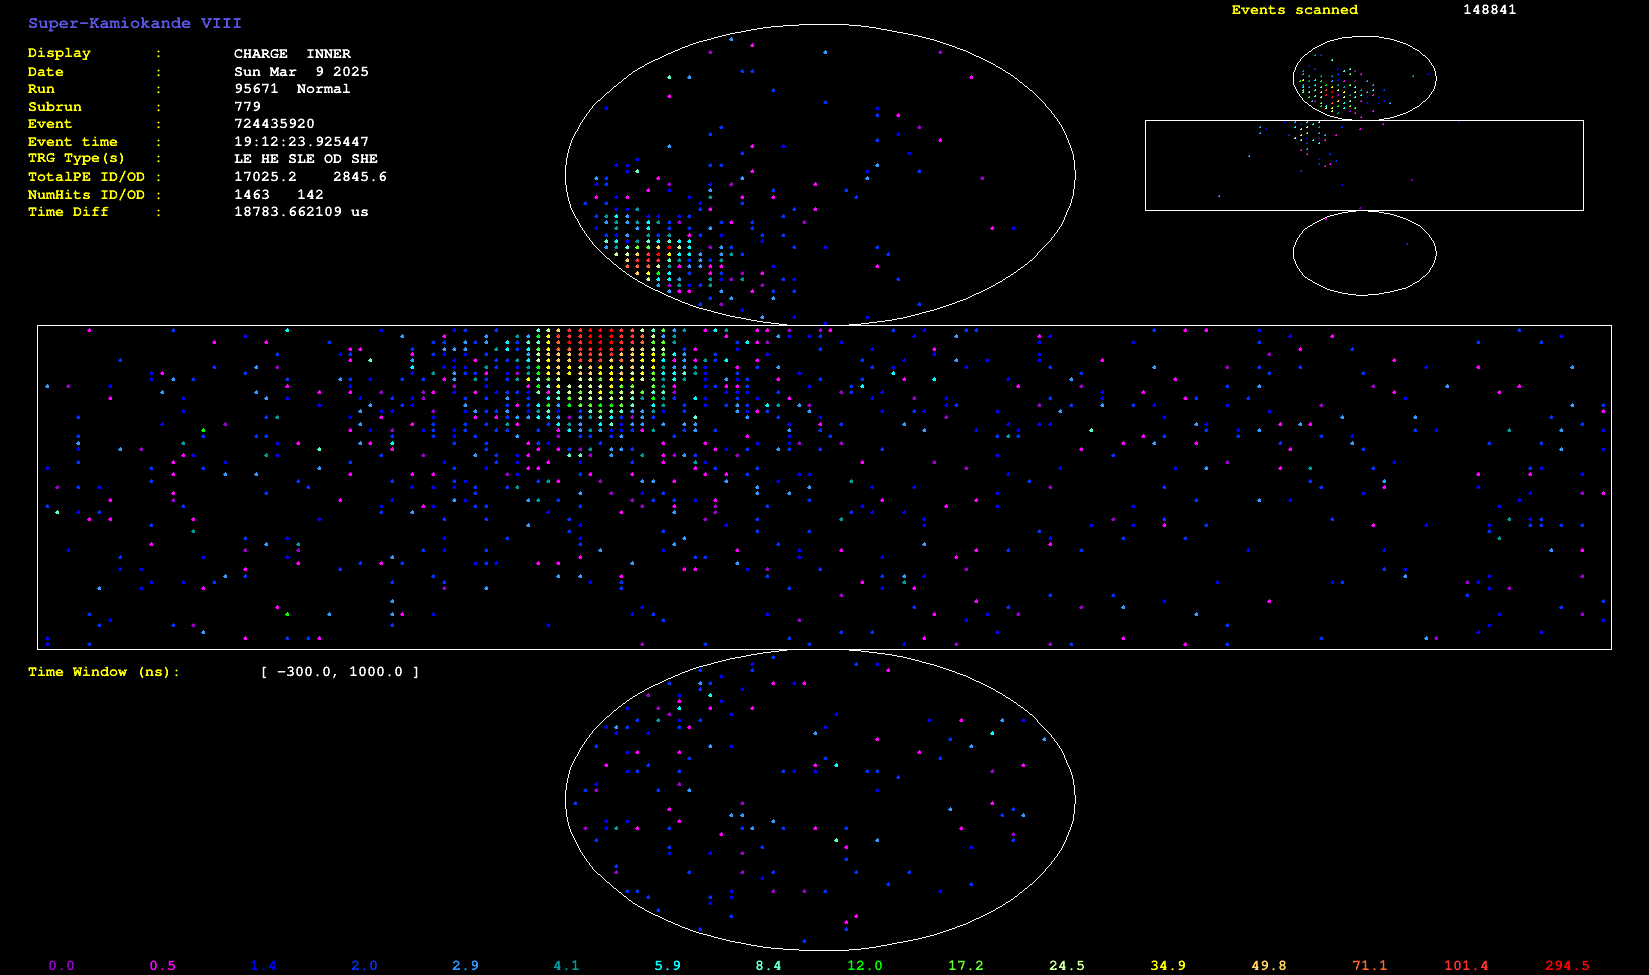 Super-Kamiokande VIII
Events scanned 148841
Display : CHARGE INNER
Date : Sun Mar 9 2025
Run : 95671 Normal
Subrun : 779
Event : 724435920
Event time : 19:12:23.925447
TRG Type(s) : LE HE SLE OD SHE
TotalPE ID/OD : 17025.2 2845.6
NumHits ID/OD : 1463 142
Time Diff : 18783.662109 us
Time Window (ns): [ -300.0, 1000.0 ]
0.0 0.5 1.4 2.0 2.9 4.1 5.9 8.4 12.0 17.2 24.5 34.9 49.8 71.1 101.4 294.5